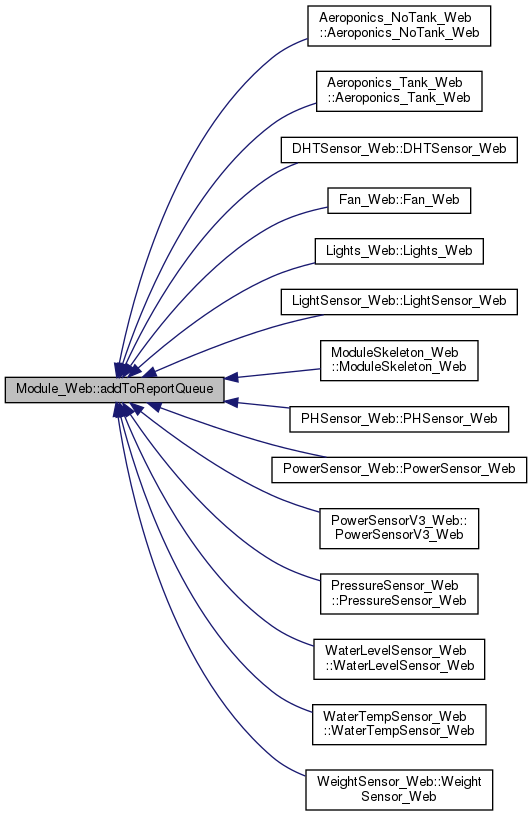 Aeroponics_NoTank_Web
::Aeroponics_NoTank_Web
Aeroponics_Tank_Web
::Aeroponics_Tank_Web
DHTSensor_Web::DHTSensor_Web
Fan_Web::Fan_Web
Lights_Web::Lights_Web
LightSensor_Web::LightSensor_Web
ModuleSkeleton_Web
::ModuleSkeleton_Web
Module_Web::addToReportQueue
PHSensor_Web::PHSensor_Web
PowerSensor_Web::PowerSensor_Web
PowerSensorV3_Web::
PowerSensorV3_Web
PressureSensor_Web
::PressureSensor_Web
WaterLevelSensor_Web
::WaterLevelSensor_Web
WaterTempSensor_Web
::WaterTempSensor_Web
WeightSensor_Web::Weight
Sensor_Web